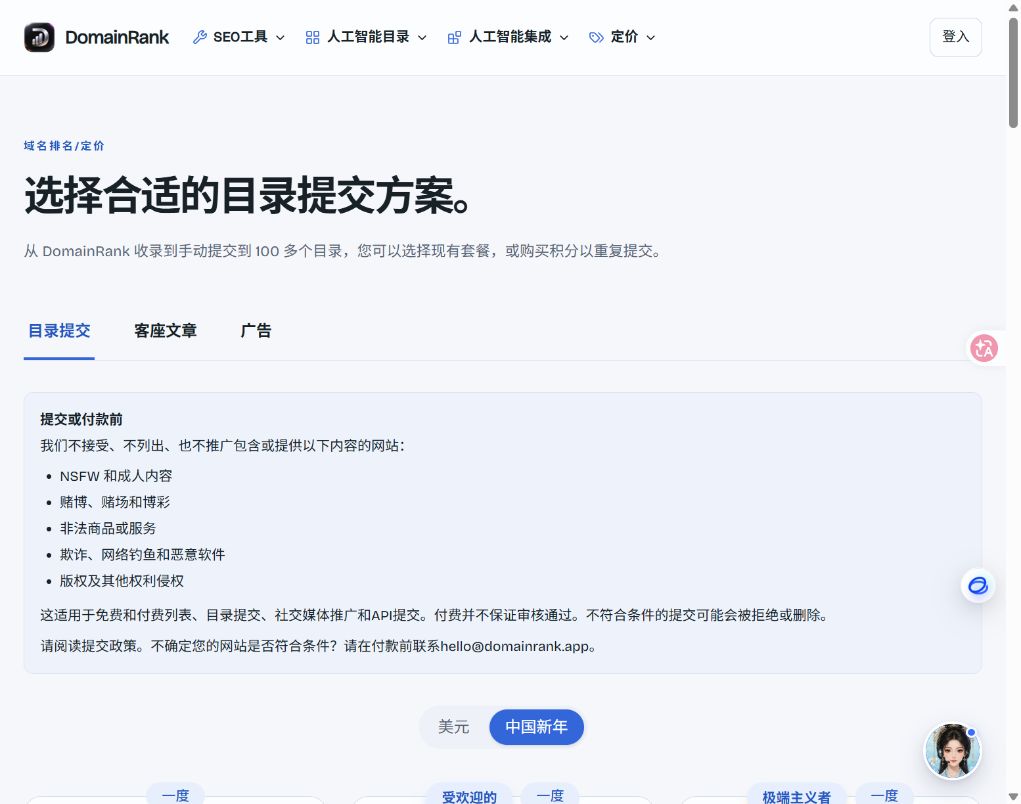 DomainRank SEO工具 人工智能目录 人工智能集成 定价 登入
域名排名/定价
选择合适的目录提交方案。
从 DomainRank 收录到手动提交到 100 多个目录，您可以选择现有套餐，或购买积分以重复提交。
目录提交 客座文章 广告
提交或付款前
我们不接受、不列出、也不推广包含或提供以下内容的网站：
• NSFW 和成人内容
• 赌博、赌场和博彩
• 非法商品或服务
• 欺诈、网络钓鱼和恶意软件
• 版权及其他权利侵权
这适用于免费和付费列表、目录提交、社交媒体推广和API提交。付费并不保证审核通过。不符合条件的提交可能会被拒绝或删除。
请阅读提交政策。不确定您的网站是否符合条件？请在付款前联系hello@domainrank.app。
美元 中国新年
一度 受欢迎的 一度 极端主义者 一度